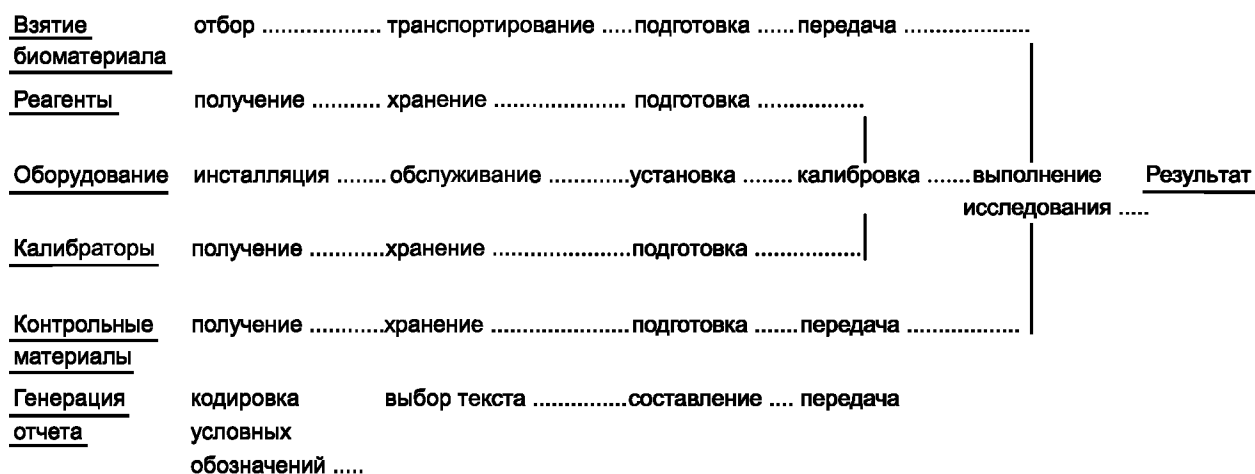 Взятие отбор ................... транспортирование .....подготовка ......передача ....................
биоматериала
Реагенты получение ........... хранение ..................... подготовка .................
Оборудование инсталляция ........ обслуживание .............установка ........ калибровка .......выполнение Результат
исследования .....
Калибраторы получение ............хранение ......................подготовка .................
Контрольные получение ............хранение ......................подготовка .......передача ..................
материалы
Генерация кодировка выбор текста ...............составление .... передача
отчета условных
обозначений .....